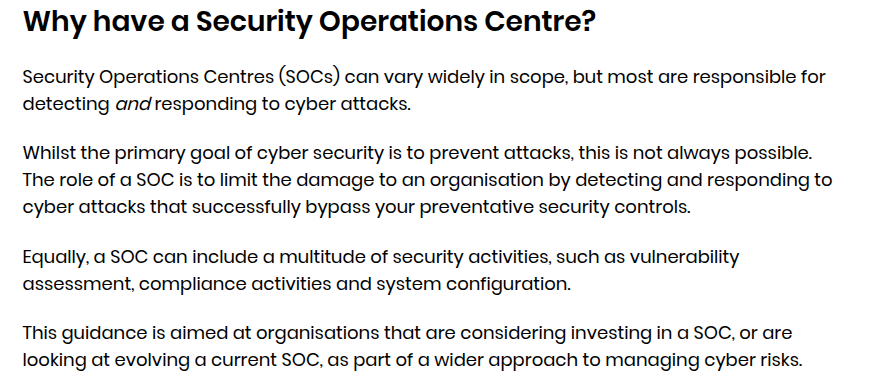 Why have a Security Operations Centre?
Security Operations Centres (SOCs) can vary widely in scope, but most are responsible for
detecting and responding to cyber attacks.
Whilst the primary goal of cyber security is to prevent attacks, this is not always possible.
The role of a SOC is to limit the damage to an organisation by detecting and responding to
cyber attacks that successfully bypass your preventative security controls.
Equally, a SOC can include a multitude of security activities, such as vulnerability
assessment, compliance activities and system configuration.
This guidance is aimed at organisations that are considering investing in a SOC, or are
looking at evolving a current SOC, as part of a wider approach to managing cyber risks.